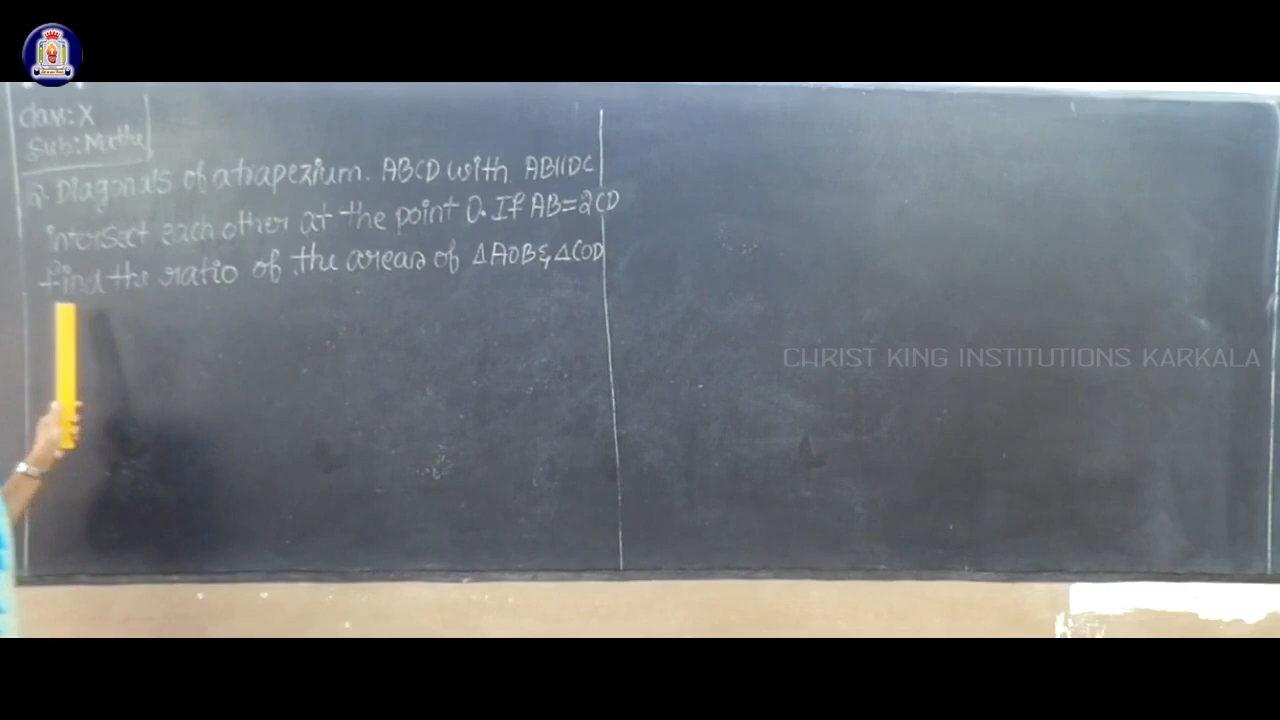 Class: X
Sub: Maths
2. Diagonals of a trapezium. ABCD with AB||DC
intersect each other at the point O. If AB=2CD
find the ratio of the areas of ΔAOB & ΔCOD
CHRIST KING INSTITUTIONS KARKALA